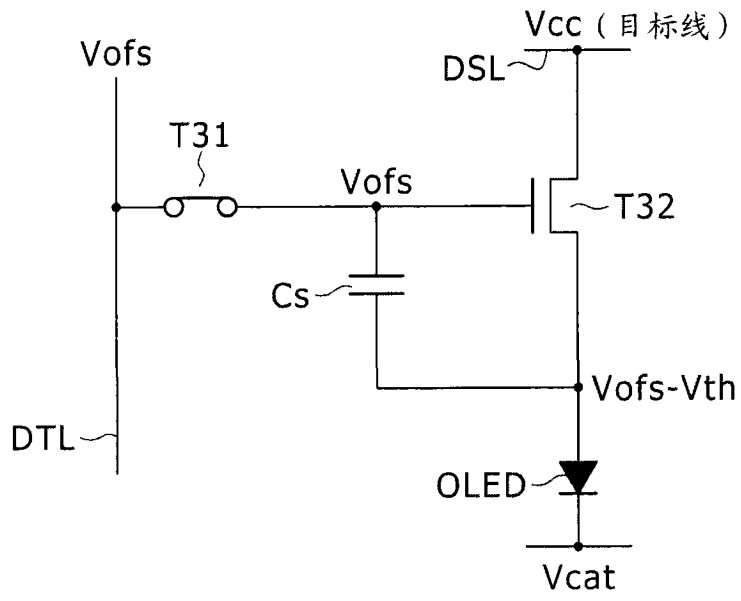 Vcc（目标线）
Vofs
DSL
T31
Vofs
T32
Cs
Vofs-Vth
DTL
OLED
Vcat